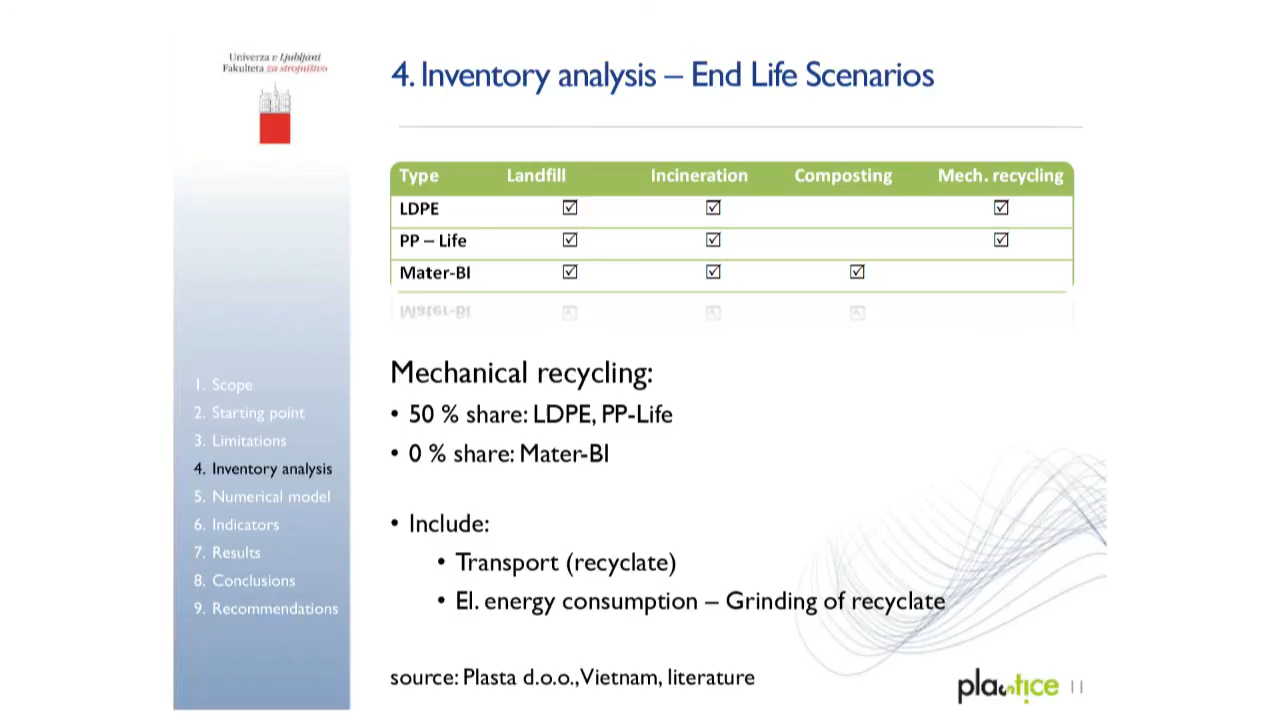 Univerza v Ljubljani
Fakulteta za strojništvo
4. Inventory analysis – End Life Scenarios
Type Landfill Incineration Composting Mech. recycling
LDPE ☑ ☑ ☑
PP – Life ☑ ☑ ☑
Mater-BI ☑ ☑ ☑
Mechanical recycling:
• 50 % share: LDPE, PP-Life
• 0 % share: Mater-BI
• Include:
• Transport (recyclate)
• El. energy consumption – Grinding of recyclate
source: Plasta d.o.o., Vietnam, literature
1. Scope
2. Starting point
3. Limitations
4. Inventory analysis
5. Numerical model
6. Indicators
7. Results
8. Conclusions
9. Recommendations
plastice 11